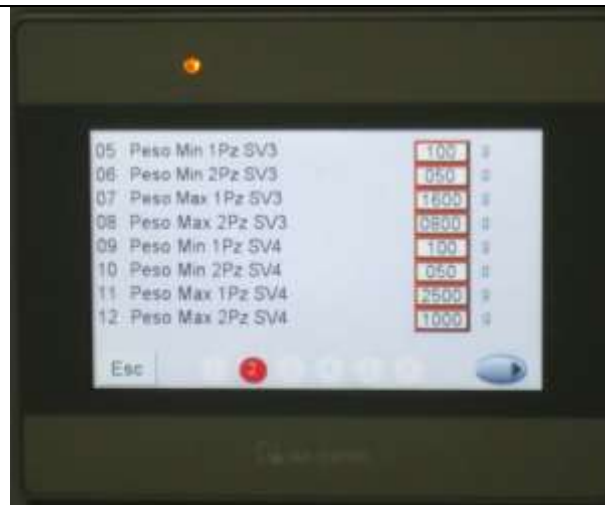 05 Peso Min 1Pz SV3 100 g
06 Peso Min 2Pz SV3 050 g
07 Peso Max 1Pz SV3 1600 g
08 Peso Max 2Pz SV3 0800 g
09 Peso Min 1Pz SV4 100 g
10 Peso Min 2Pz SV4 050 g
11 Peso Max 1Pz SV4 2500 g
12 Peso Max 2Pz SV4 1000 g
Esc 2